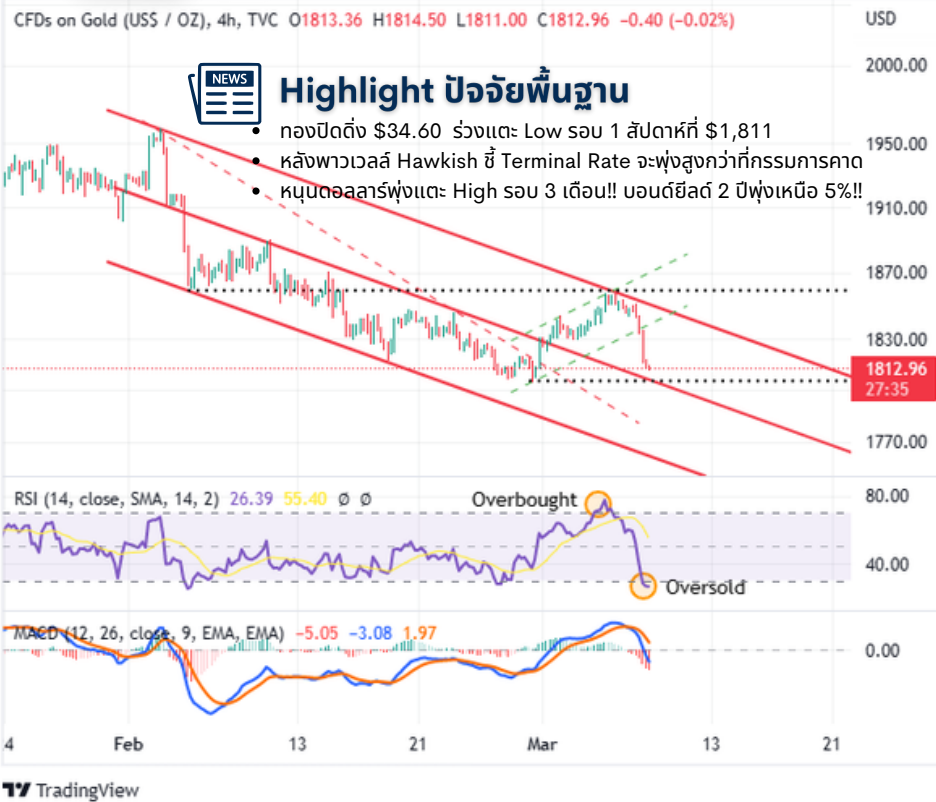 CFDs on Gold (US$ / OZ), 4h, TVC O1813.36 H1814.50 L1811.00 C1812.96 −0.40 (−0.02%)
USD
2000.00
NEWS
Highlight ปัจจัยพื้นฐาน
• ทองปิดดิ่ง $34.60 ร่วงแตะ Low รอบ 1 สัปดาห์ที่ $1,811
1950.00
• หลังพาวเวลล์ Hawkish ชี้ Terminal Rate จะพุ่งสูงกว่าที่กรรมการคาด
• หนุนดอลลาร์พุ่งแตะ High รอบ 3 เดือน!! บอนด์ยีลด์ 2 ปีพุ่งเหนือ 5%!!
1910.00
1870.00
1830.00
1812.96
27:35
1770.00
RSI (14, close, SMA, 14, 2) 26.39 55.40 Ø Ø
Overbought
80.00
40.00
Oversold
MACD (12, 26, close, 9, EMA, EMA) −5.05 −3.08 1.97
0.00
4 Feb 13 21 Mar 13 21
TradingView